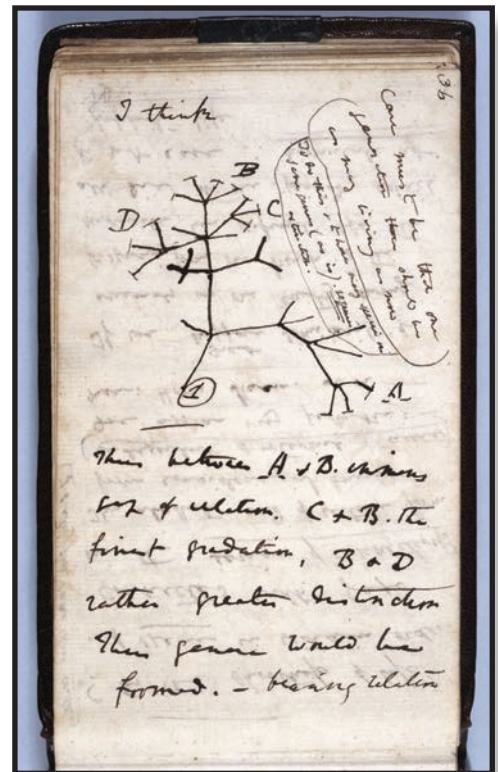 36
I think
Case must be that one
generation then should be
as many living as now
To do this & to have many species in
same genus (as is) requires
extinction.
B
C
D
A
1
Thus between A & B. immense
gap of relation. C & B. the
finest gradation, B & D
rather greater distinction
Thus genera would be
formed. — bearing relation